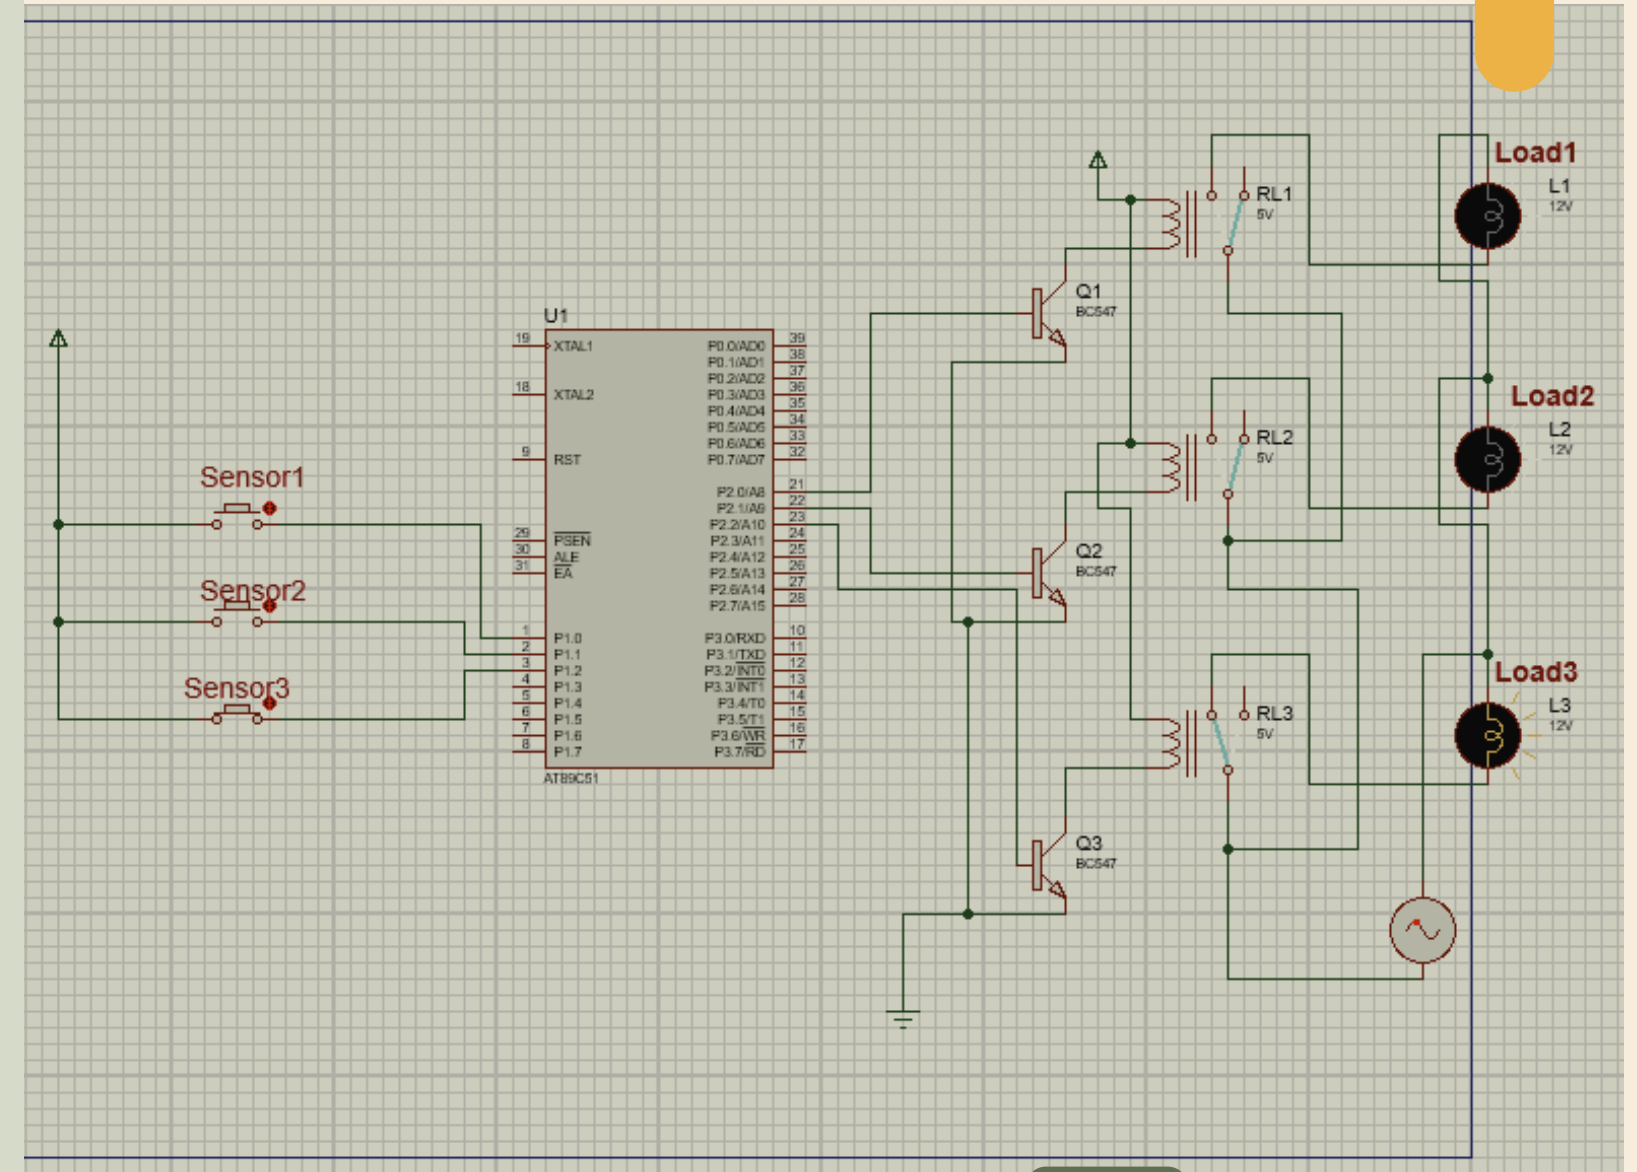 Load1
L1
12V
RL1
5V
Q1
BC547
U1
19
XTAL1
18
XTAL2
9
RST
29
PSEN
30
ALE
31
EA
1
P1.0
2
P1.1
3
P1.2
4
P1.3
5
P1.4
6
P1.5
7
P1.6
8
P1.7
P0.0/AD0
39
P0.1/AD1
38
P0.2/AD2
37
P0.3/AD3
36
P0.4/AD4
35
P0.5/AD5
34
P0.6/AD6
33
P0.7/AD7
32
P2.0/A8
21
P2.1/A9
22
P2.2/A10
23
P2.3/A11
24
P2.4/A12
25
P2.5/A13
26
P2.6/A14
27
P2.7/A15
28
P3.0/RXD
10
P3.1/TXD
11
P3.2/INT0
12
P3.3/INT1
13
P3.4/T0
14
P3.5/T1
15
P3.6/WR
16
P3.7/RD
17
AT89C51
Sensor1
Sensor2
Sensor3
Load2
L2
12V
RL2
5V
Q2
BC547
Load3
L3
12V
RL3
5V
Q3
BC547